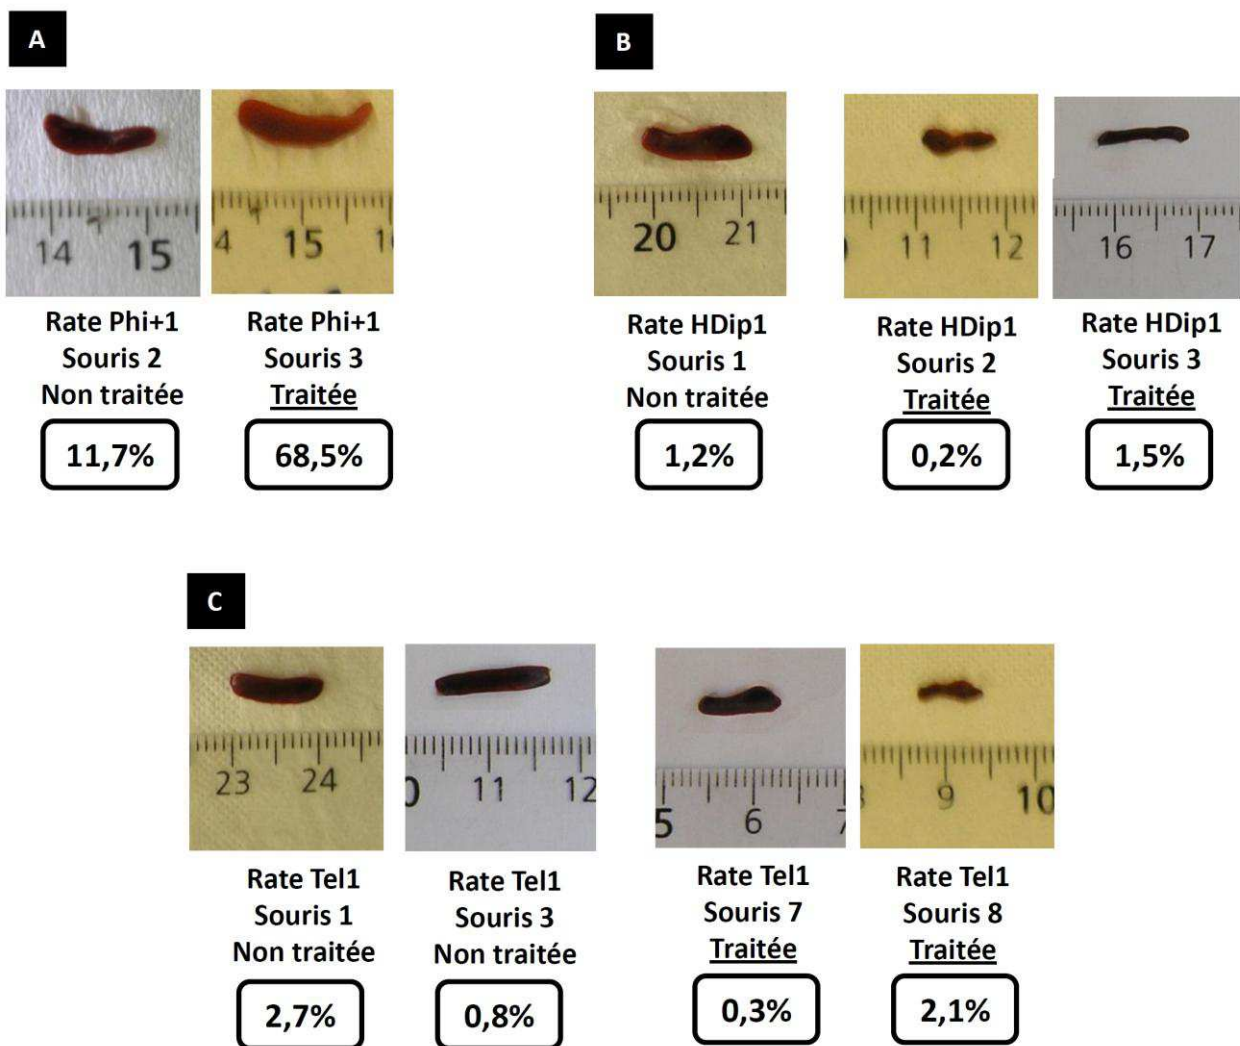 A
B
14 15
4 15 1
20 21
11 12
16 17
Rate Phi+1
Souris 2
Non traitée
11,7%
Rate Phi+1
Souris 3
Traitée
68,5%
Rate HDip1
Souris 1
Non traitée
1,2%
Rate HDip1
Souris 2
Traitée
0,2%
Rate HDip1
Souris 3
Traitée
1,5%
C
23 24
0 11 12
5 6 7
9 10
Rate Tel1
Souris 1
Non traitée
2,7%
Rate Tel1
Souris 3
Non traitée
0,8%
Rate Tel1
Souris 7
Traitée
0,3%
Rate Tel1
Souris 8
Traitée
2,1%